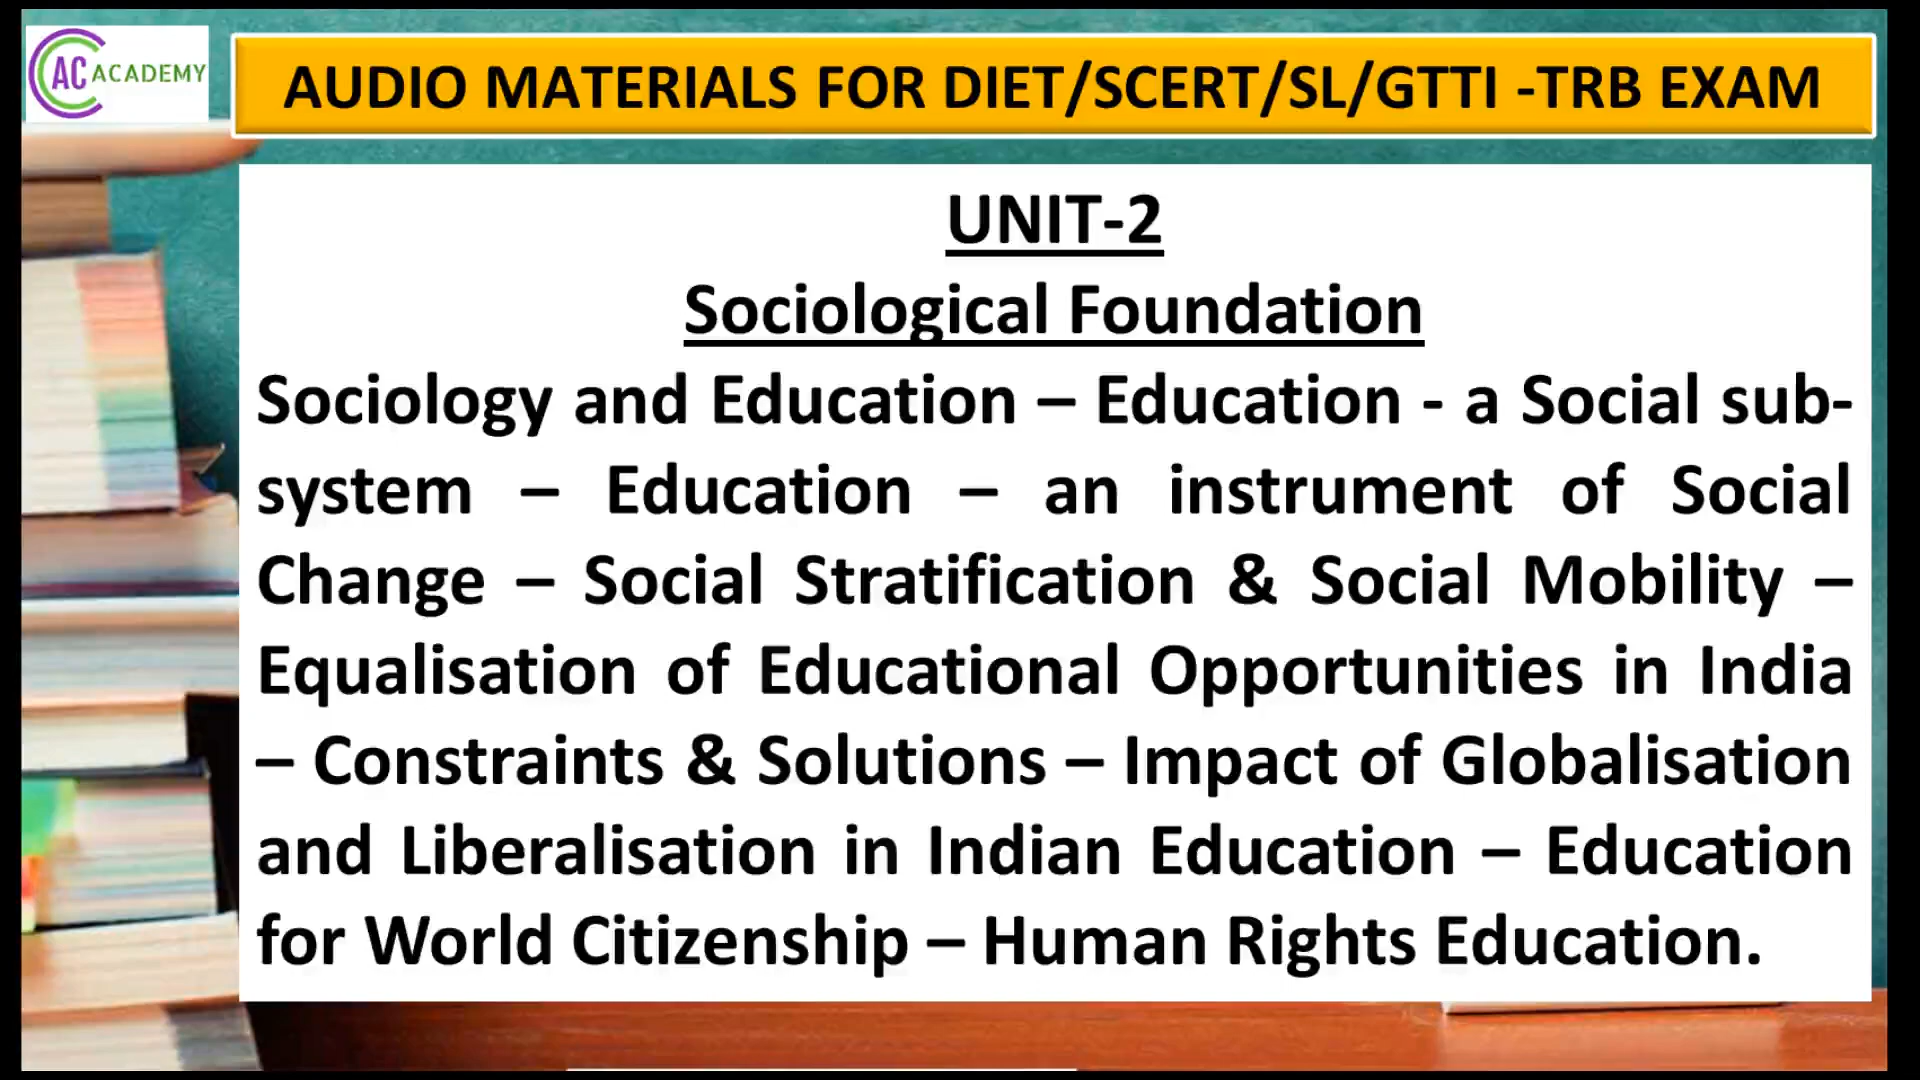 AC ACADEMY
AUDIO MATERIALS FOR DIET/SCERT/SL/GTTI -TRB EXAM
UNIT-2
Sociological Foundation
Sociology and Education – Education - a Social sub-
system – Education – an instrument of Social
Change – Social Stratification & Social Mobility –
Equalisation of Educational Opportunities in India
– Constraints & Solutions – Impact of Globalisation
and Liberalisation in Indian Education – Education
for World Citizenship – Human Rights Education.